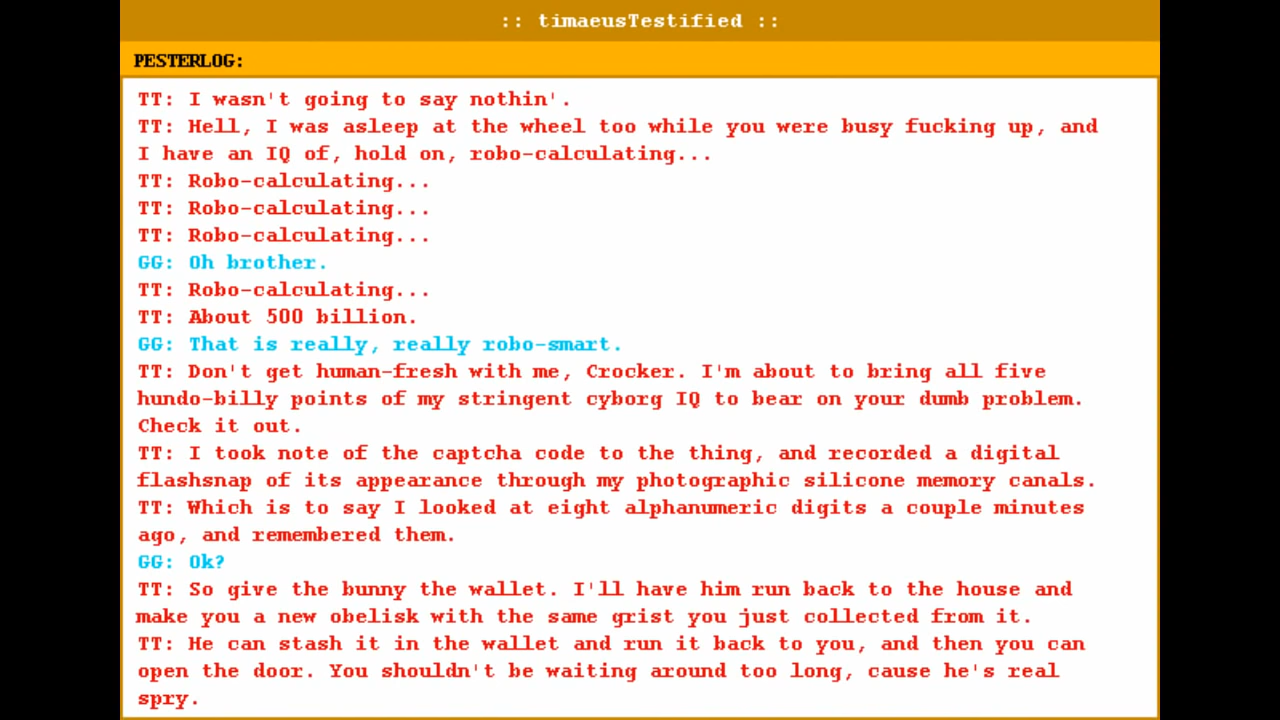 :: timaeusTestified ::
PESTERLOG:
TT: I wasn't going to say nothin'.
TT: Hell, I was asleep at the wheel too while you were busy fucking up, and
I have an IQ of, hold on, robo-calculating...
TT: Robo-calculating...
TT: Robo-calculating...
TT: Robo-calculating...
GG: Oh brother.
TT: Robo-calculating...
TT: About 500 billion.
GG: That is really, really robo-smart.
TT: Don't get human-fresh with me, Crocker. I'm about to bring all five
hundo-billy points of my stringent cyborg IQ to bear on your dumb problem.
Check it out.
TT: I took note of the captcha code to the thing, and recorded a digital
flashsnap of its appearance through my photographic silicone memory canals.
TT: Which is to say I looked at eight alphanumeric digits a couple minutes
ago, and remembered them.
GG: Ok?
TT: So give the bunny the wallet. I'll have him run back to the house and
make you a new obelisk with the same grist you just collected from it.
TT: He can stash it in the wallet and run it back to you, and then you can
open the door. You shouldn't be waiting around too long, cause he's real
spry.